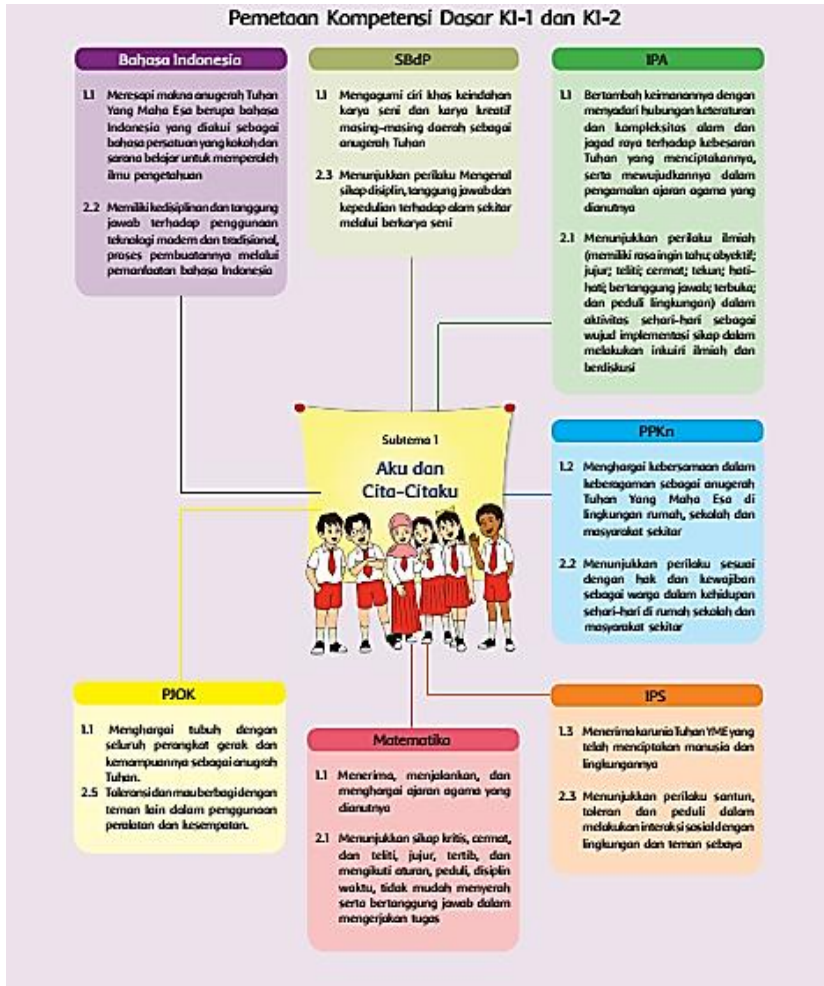 Pemetaan Kompetensi Dasar KI-1 dan KI-2
Bahasa Indonesia
1.1 Meresapi makna anugerah Tuhan
Yang Maha Esa berupa bahasa
Indonesia yang diakui sebagai
bahasa persatuan yang kokoh dan
sarana belajar untuk memperoleh
ilmu pengetahuan
2.2 Memiliki kedisiplinan dan tanggung
jawab terhadap penggunaan
teknologi modern dan tradisional,
proses pembuatannya melalui
pemanfaatan bahasa Indonesia
SBdP
1.1 Mengagumi ciri khas keindahan
karya seni dan karya kreatif
masing-masing daerah sebagai
anugerah Tuhan
2.3 Menunjukkan perilaku Mengenal
sikap disiplin, tanggung jawab dan
kepedulian terhadap alam sekitar
melalui berkarya seni
IPA
1.1 Bertambah keimanannya dengan
menyadari hubungan keteraturan
dan kompleksitas alam dan
jagad raya terhadap kebesaran
Tuhan yang menciptakannya,
serta mewujudkannya dalam
pengamalan ajaran agama yang
dianutnya
2.1 Menunjukkan perilaku ilmiah
(memiliki rasa ingin tahu; obyektif;
jujur; teliti; cermat; tekun; hati-
hati; bertanggung jawab; terbuka;
dan peduli lingkungan) dalam
aktivitas sehari-hari sebagai
wujud implementasi sikap dalam
melakukan inkuiri ilmiah dan
berdiskusi
Subtema 1
Aku dan
Cita-Citaku
PPKn
1.2 Menghargai kebersamaan dalam
keberagaman sebagai anugerah
Tuhan Yang Maha Esa di
lingkungan rumah, sekolah dan
masyarakat sekitar
2.2 Menunjukkan perilaku sesuai
dengan hak dan kewajiban
sebagai warga dalam kehidupan
sehari-hari di rumah sekolah dan
masyarakat sekitar
PJOK
1.1 Menghargai tubuh dengan
seluruh perangkat gerak dan
kemampuannya sebagai anugrah
Tuhan.
2.5 Toleransi dan mau berbagi dengan
teman lain dalam penggunaan
peralatan dan kesempatan.
Matematika
1.1 Menerima, menjalankan, dan
menghargai ajaran agama yang
dianutnya
2.1 Menunjukkan sikap kritis, cermat,
dan teliti, jujur, tertib, dan
mengikuti aturan, peduli, disiplin
waktu, tidak mudah menyerah
serta bertanggung jawab dalam
mengerjakan tugas
IPS
1.3 Menerima karunia Tuhan YME yang
telah menciptakan manusia dan
lingkungannya
2.3 Menunjukkan perilaku santun,
toleran dan peduli dalam
melakukan interaksi sosial dengan
lingkungan dan teman sebaya